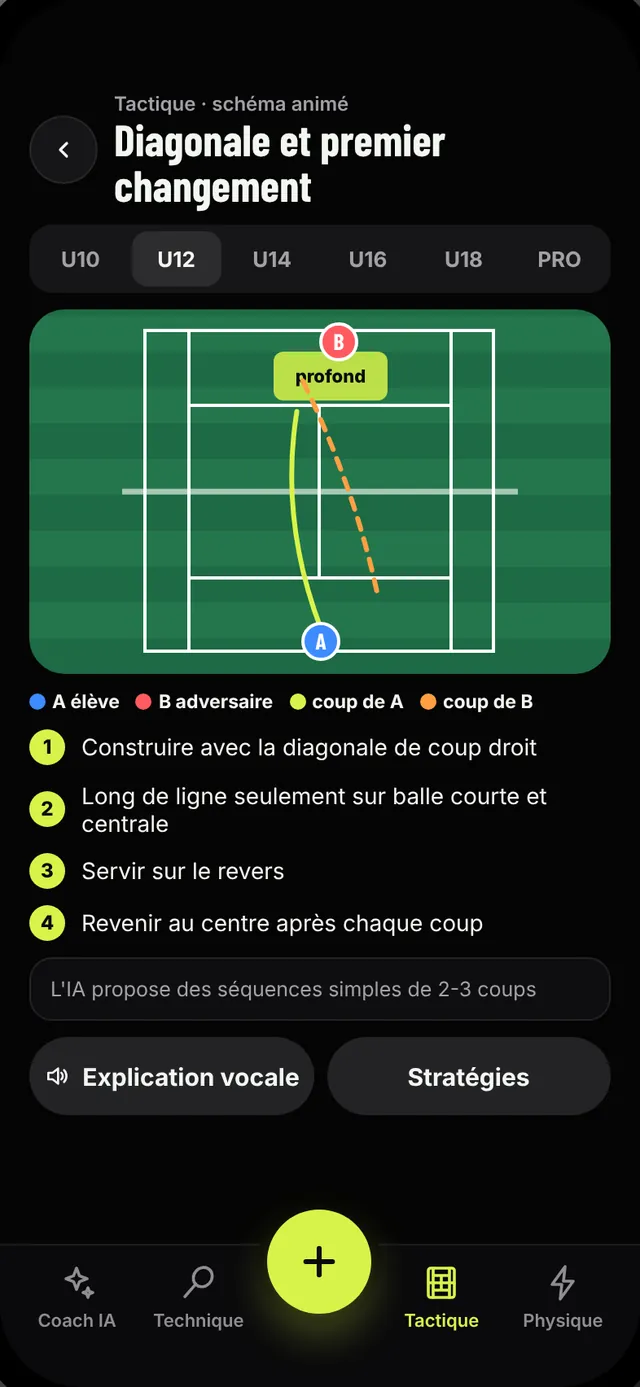 Tactique · schéma animé
Diagonale et premier
changement
U10 U12 U14 U16 U18 PRO
B
profond
A
A élève B adversaire coup de A coup de B
1 Construire avec la diagonale de coup droit
2 Long de ligne seulement sur balle courte et
centrale
3 Servir sur le revers
4 Revenir au centre après chaque coup
L'IA propose des séquences simples de 2-3 coups
Explication vocale Stratégies
Coach IA Technique Tactique Physique